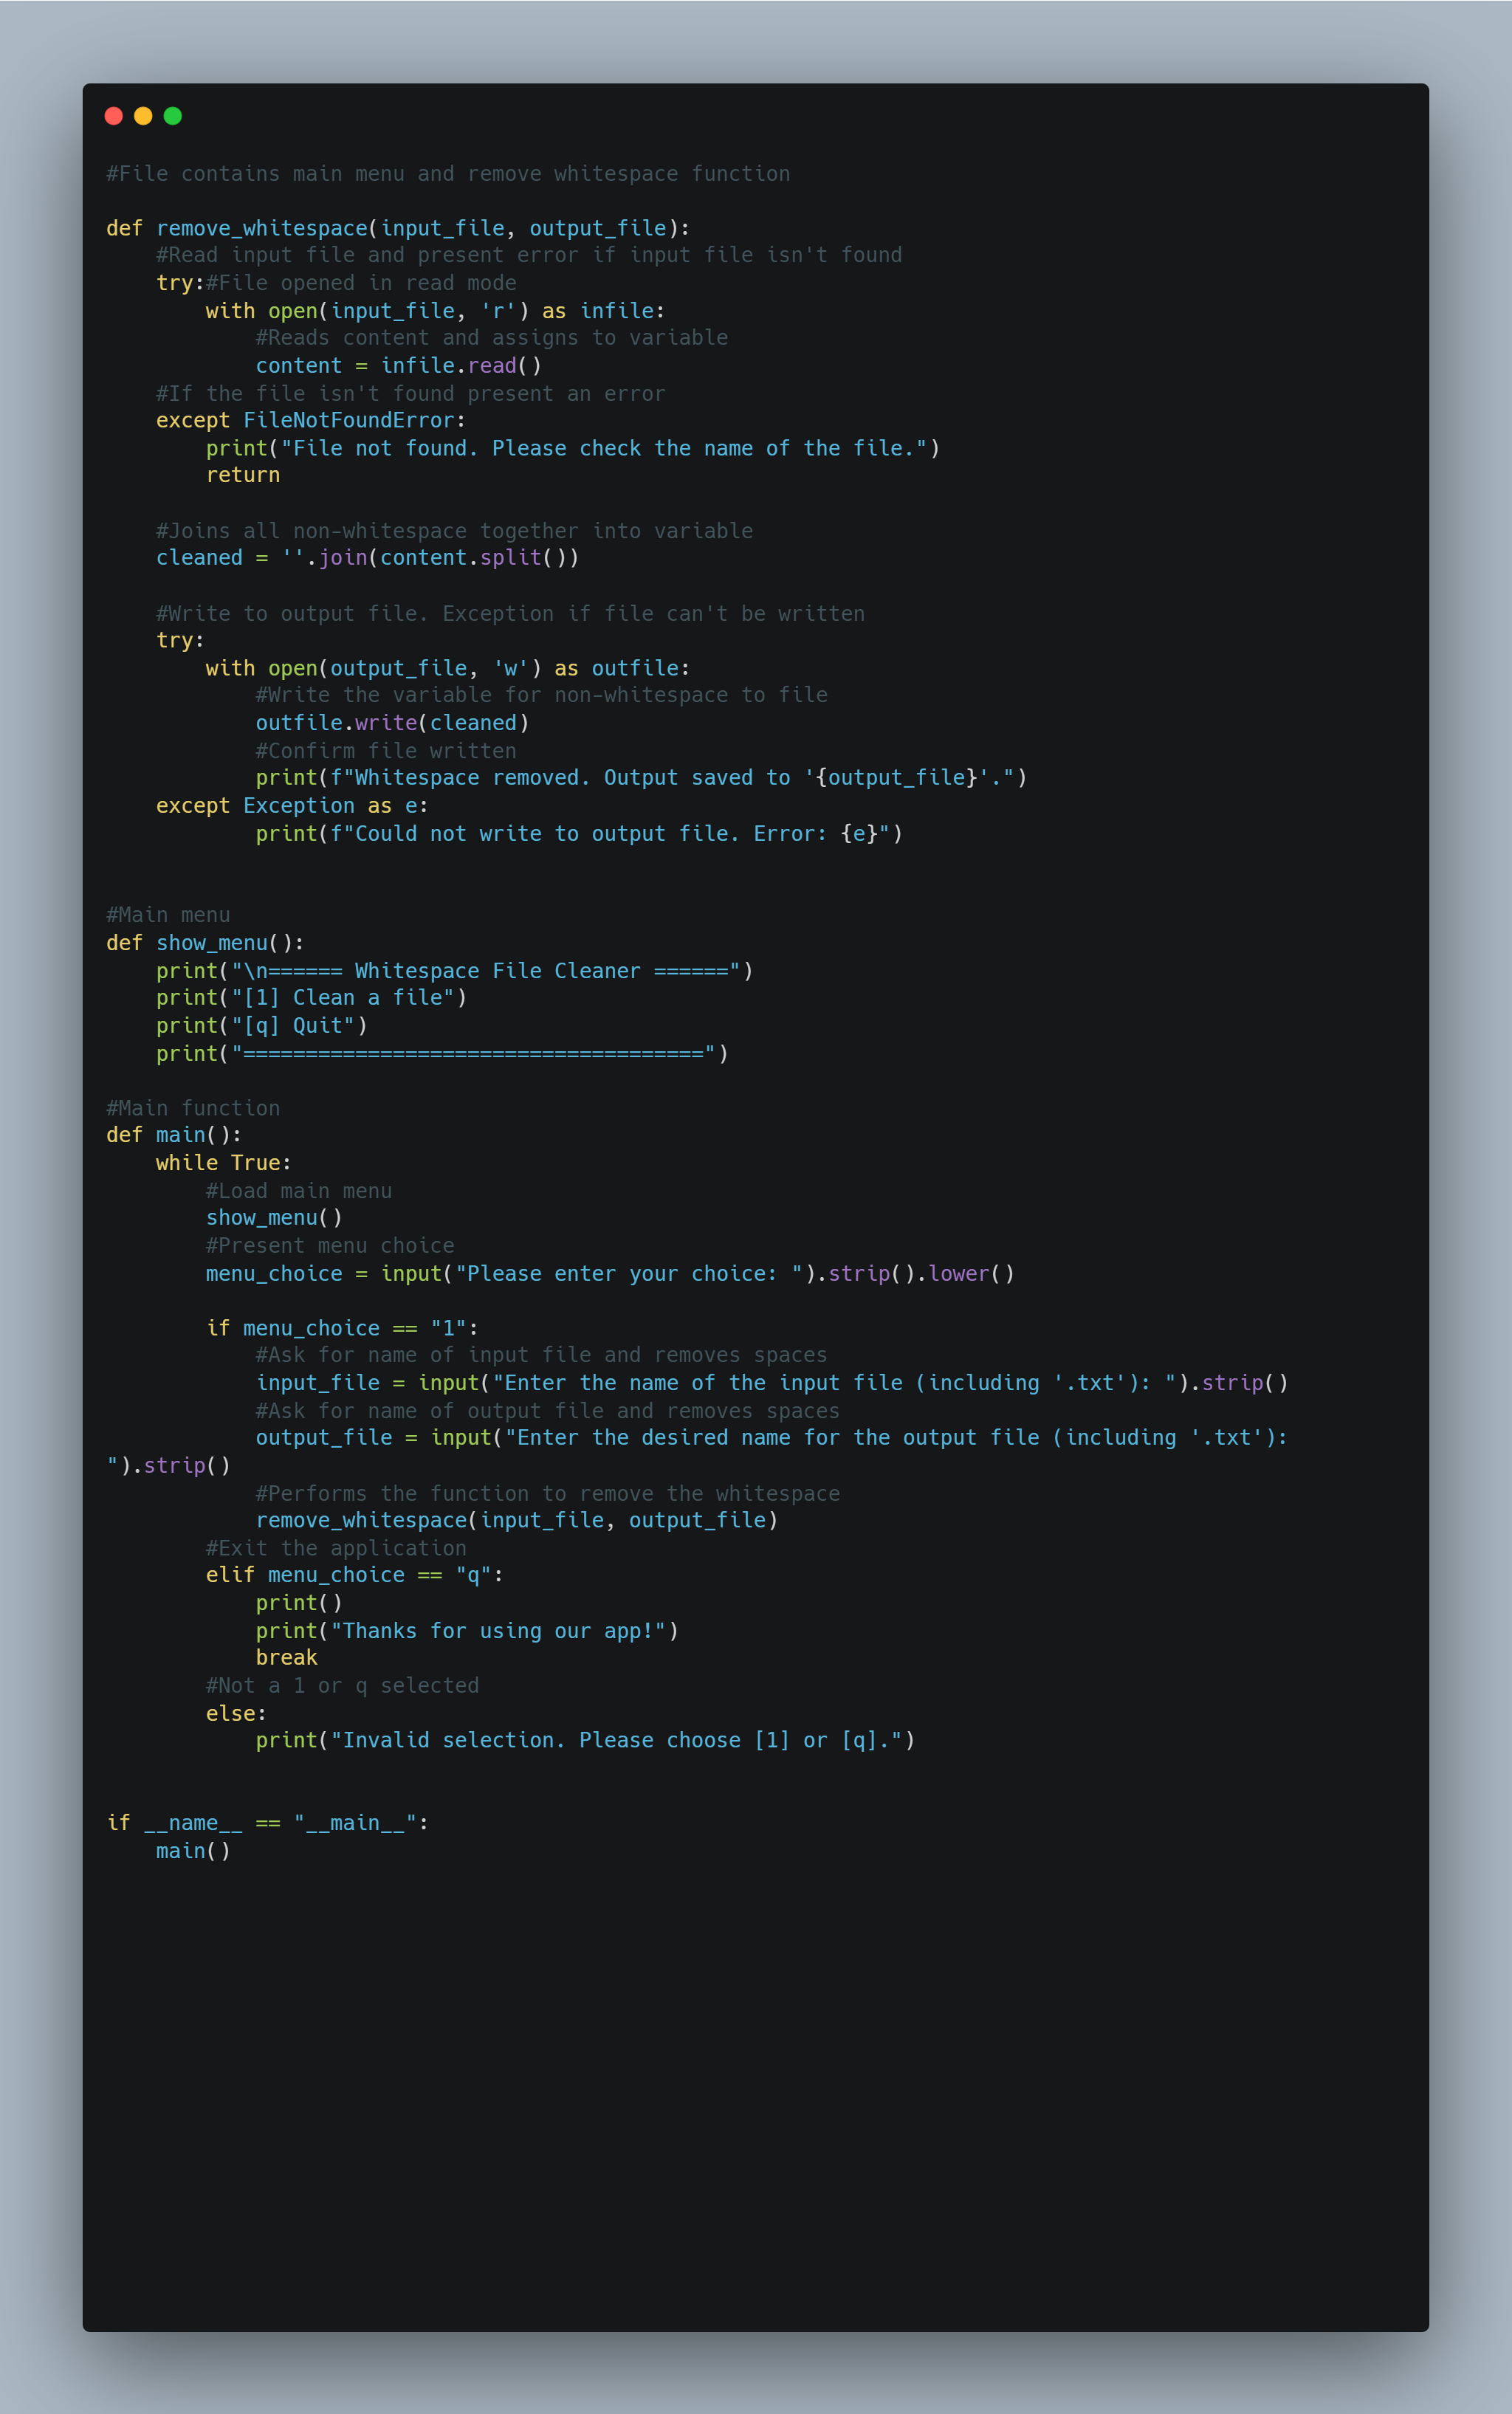 #File contains main menu and remove whitespace function

def remove_whitespace(input_file, output_file):
    #Read input file and present error if input file isn't found
    try:#File opened in read mode
        with open(input_file, 'r') as infile:
            #Reads content and assigns to variable
            content = infile.read()
    #If the file isn't found present an error
    except FileNotFoundError:
        print("File not found. Please check the name of the file.")
        return

    #Joins all non-whitespace together into variable
    cleaned = ''.join(content.split())

    #Write to output file. Exception if file can't be written
    try:
        with open(output_file, 'w') as outfile:
            #Write the variable for non-whitespace to file
            outfile.write(cleaned)
            #Confirm file written
            print(f"Whitespace removed. Output saved to '{output_file}'.")
    except Exception as e:
            print(f"Could not write to output file. Error: {e}")


#Main menu
def show_menu():
    print("\n====== Whitespace File Cleaner ======")
    print("[1] Clean a file")
    print("[q] Quit")
    print("=====================================")

#Main function
def main():
    while True:
        #Load main menu
        show_menu()
        #Present menu choice
        menu_choice = input("Please enter your choice: ").strip().lower()

        if menu_choice == "1":
            #Ask for name of input file and removes spaces
            input_file = input("Enter the name of the input file (including '.txt'): ").strip()
            #Ask for name of output file and removes spaces
            output_file = input("Enter the desired name for the output file (including '.txt'):
").strip()
            #Performs the function to remove the whitespace
            remove_whitespace(input_file, output_file)
        #Exit the application
        elif menu_choice == "q":
            print()
            print("Thanks for using our app!")
            break
        #Not a 1 or q selected
        else:
            print("Invalid selection. Please choose [1] or [q].")


if __name__ == "__main__":
    main()